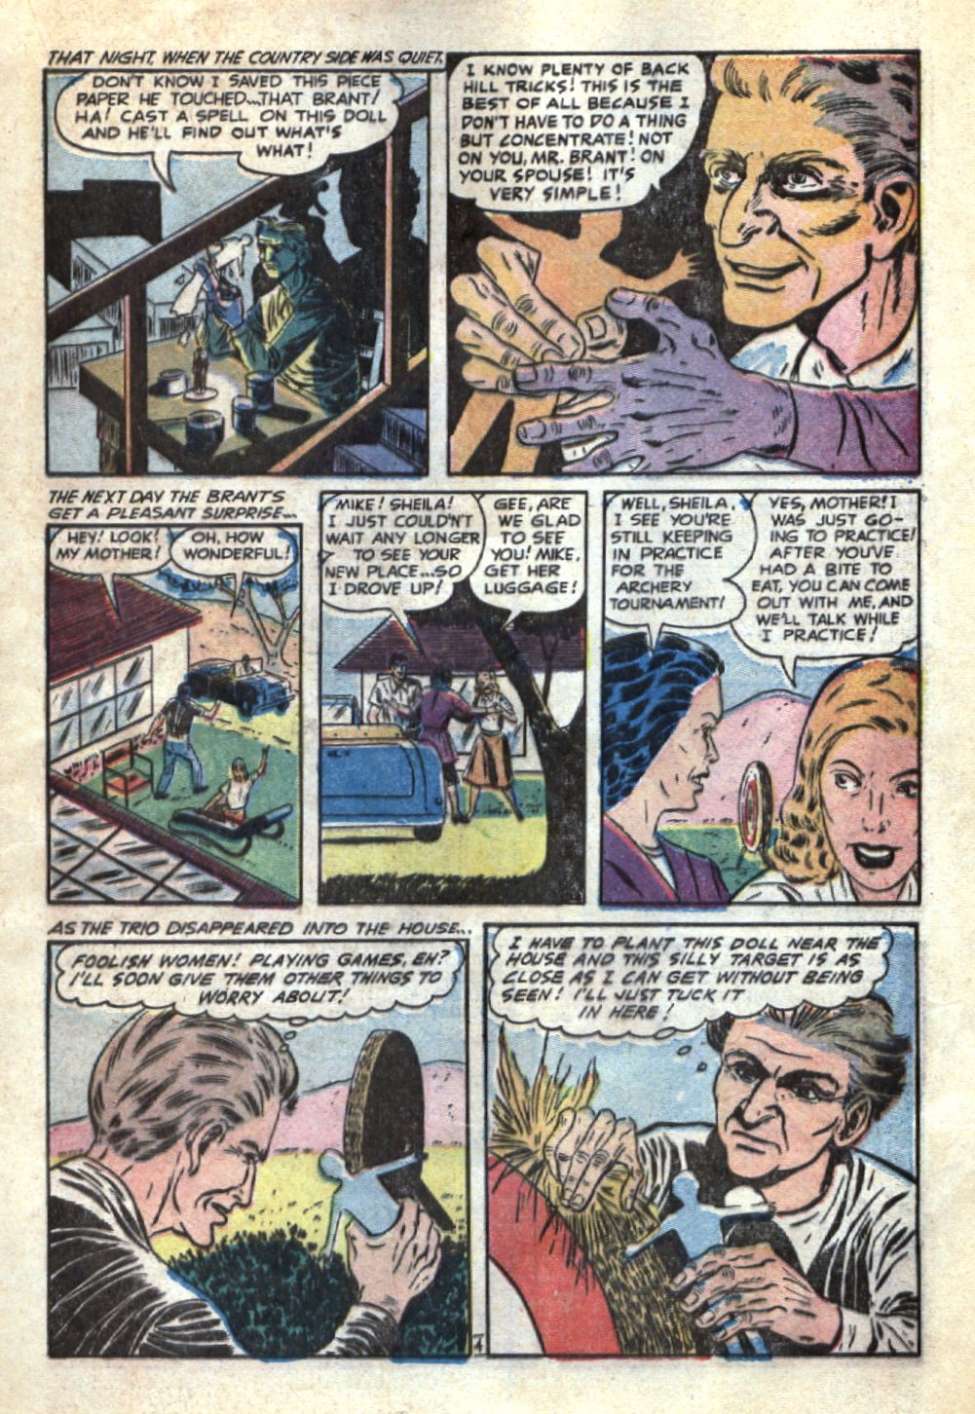 THAT NIGHT, WHEN THE COUNTRY SIDE WAS QUIET.
DON'T KNOW I SAVED THIS PIECE
PAPER HE TOUCHED...THAT BRANT!
HA! CAST A SPELL ON THIS DOLL
AND HE'LL FIND OUT WHAT'S
WHAT!
I KNOW PLENTY OF BACK
HILL TRICKS! THIS IS THE
BEST OF ALL BECAUSE I
DON'T HAVE TO DO A THING
BUT CONCENTRATE! NOT
ON YOU, MR. BRANT! ON
YOUR SPOUSE! IT'S
VERY SIMPLE!
THE NEXT DAY THE BRANT'S
GET A PLEASANT SURPRISE...
HEY! LOOK!
MY MOTHER!
OH, HOW
WONDERFUL!
MIKE! SHEILA!
I JUST COULDN'T
WAIT ANY LONGER
TO SEE YOUR
NEW PLACE...SO
I DROVE UP!
GEE, ARE
WE GLAD
TO SEE
YOU! MIKE,
GET HER
LUGGAGE!
WELL, SHEILA,
I SEE YOU'RE
STILL KEEPING
IN PRACTICE
FOR THE
ARCHERY
TOURNAMENT!
YES, MOTHER! I
WAS JUST GO-
ING TO PRACTICE!
AFTER YOU'VE
HAD A BITE TO
EAT, YOU CAN COME
OUT WITH ME, AND
WE'LL TALK WHILE
I PRACTICE!
AS THE TRIO DISAPPEARED INTO THE HOUSE...
FOOLISH WOMEN! PLAYING GAMES, EH?
I'LL SOON GIVE THEM OTHER THINGS TO
WORRY ABOUT!
I HAVE TO PLANT THIS DOLL NEAR THE
HOUSE AND THIS SILLY TARGET IS AS
CLOSE AS I CAN GET WITHOUT BEING
SEEN! I'LL JUST TUCK IT
IN HERE!
4